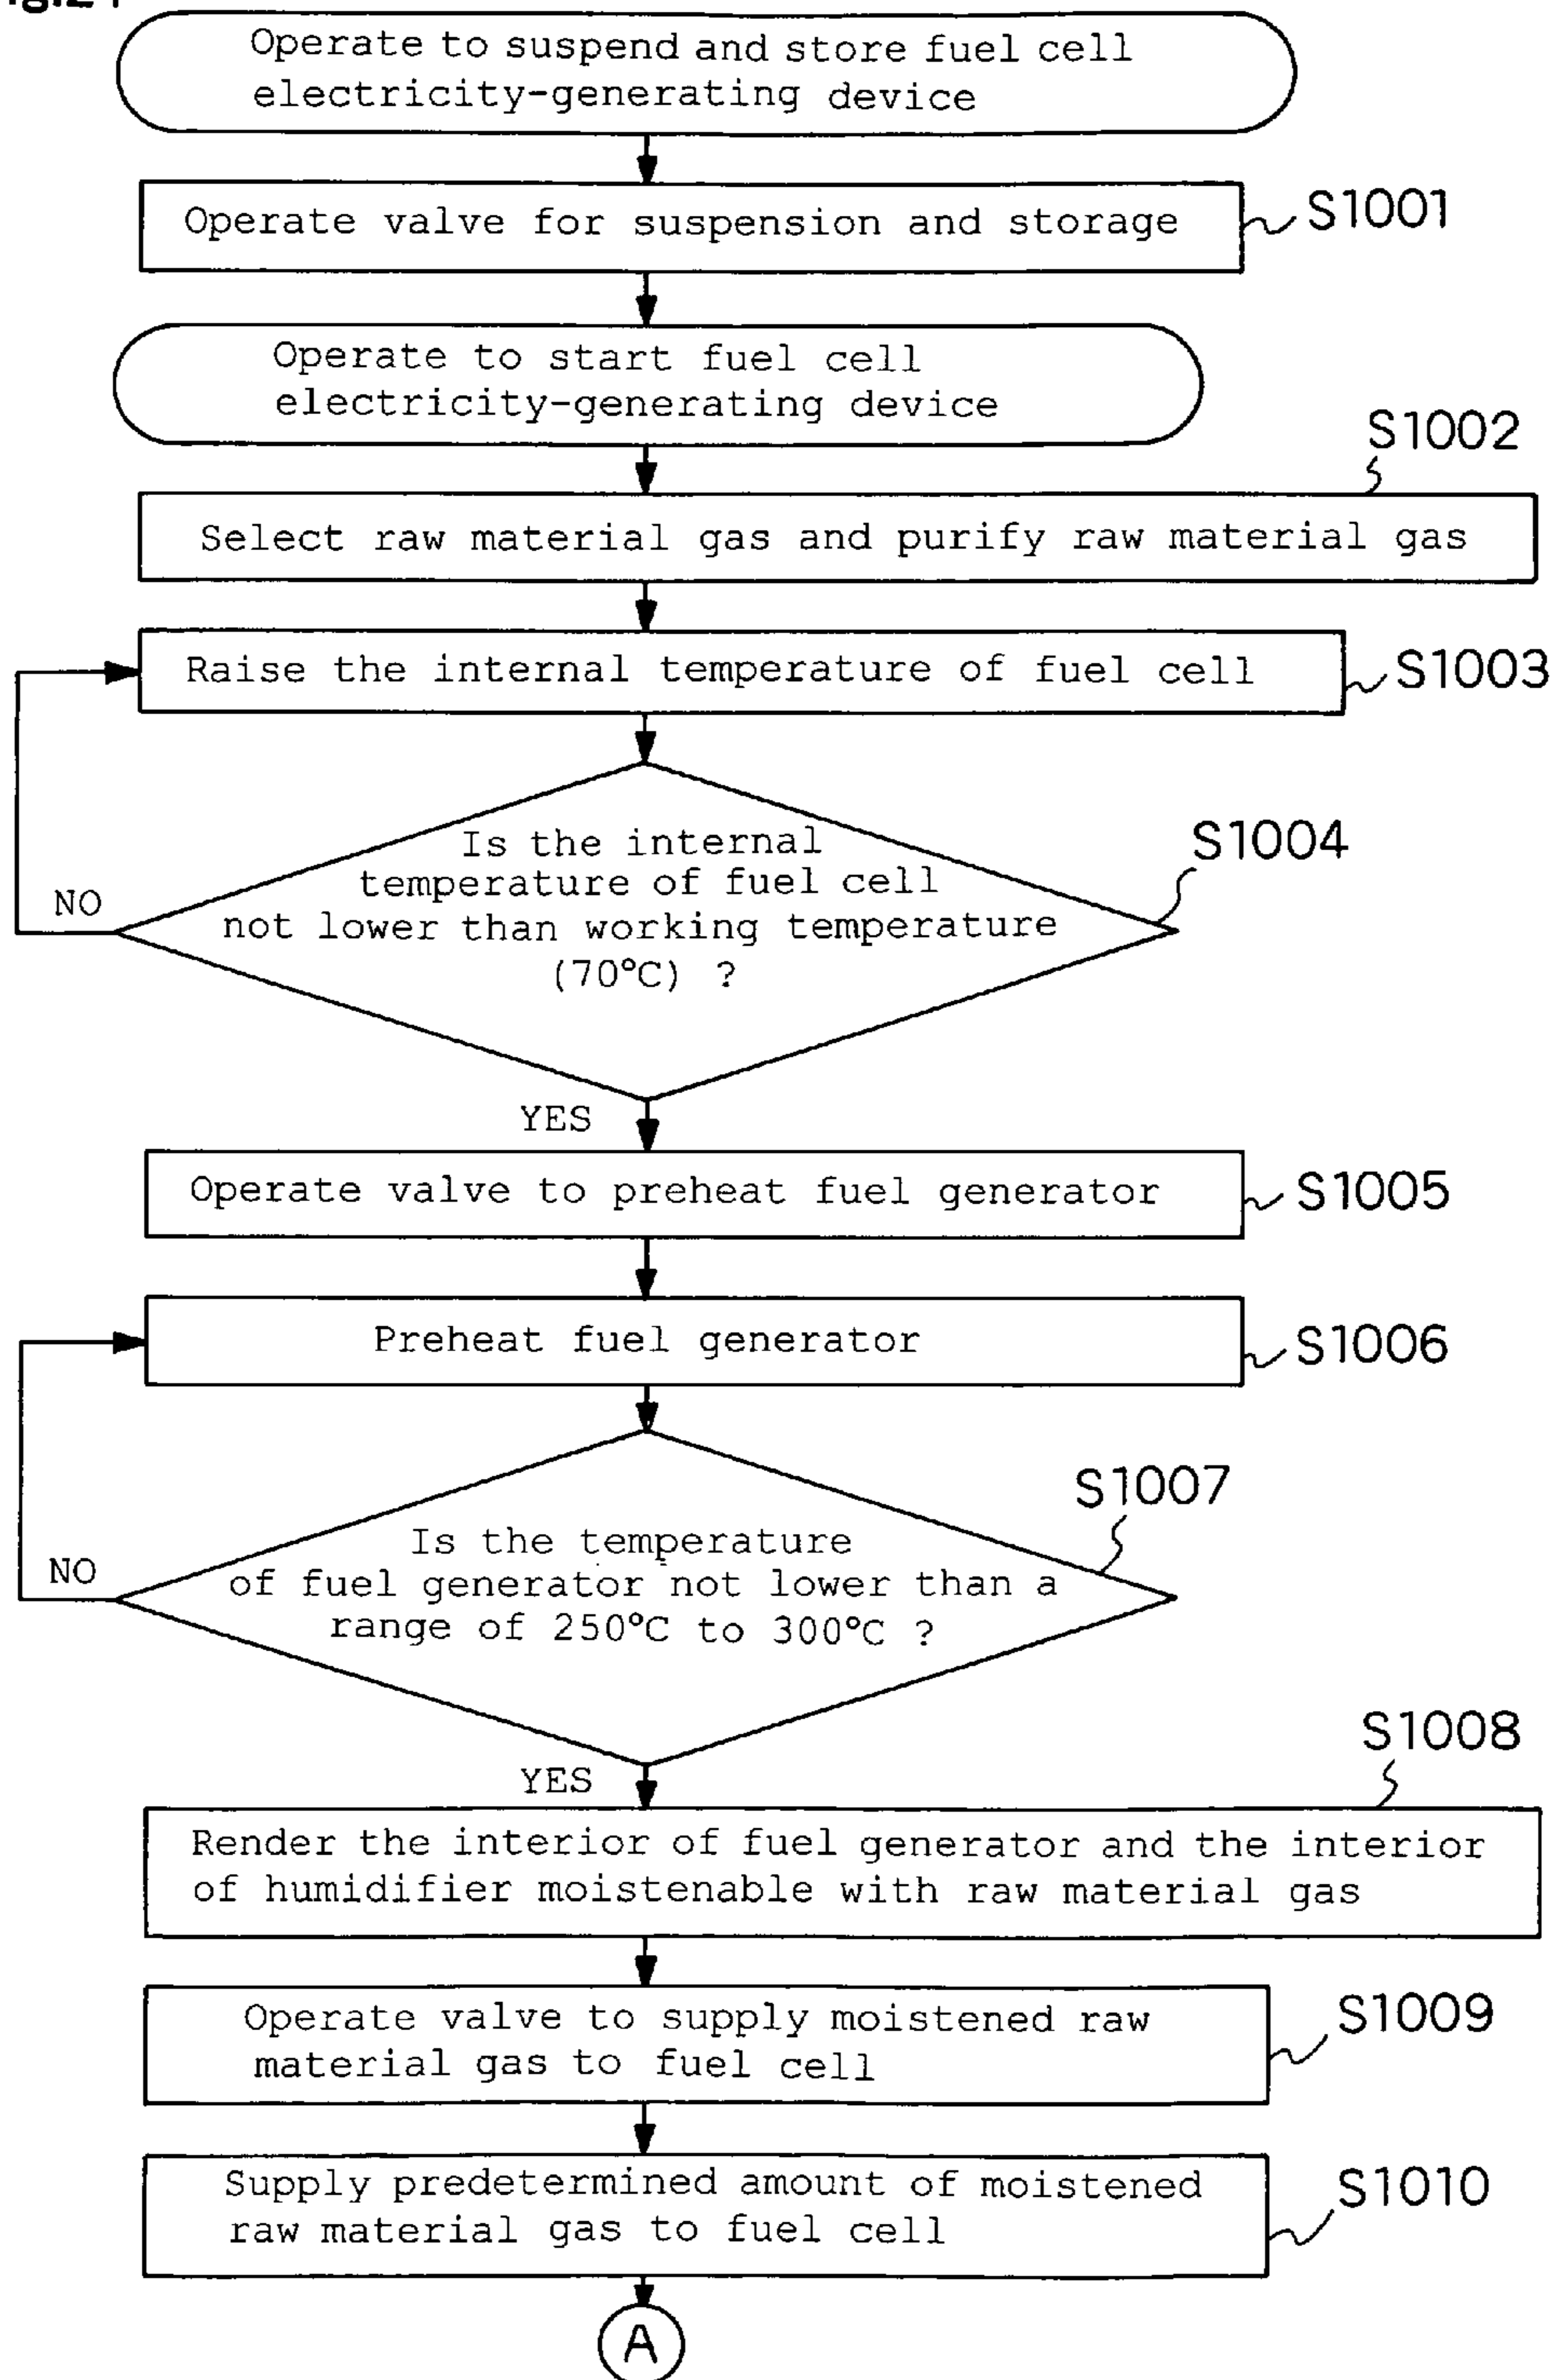 Operate to suspend and store fuel cell
electricity-generating device
Operate valve for suspension and storage
S1001
Operate to start fuel cell
electricity-generating device
S1002
Select raw material gas and purify raw material gas
Raise the internal temperature of fuel cell
S1003
Is the internal
temperature of fuel cell
not lower than working temperature
(70°C) ?
S1004
NO
YES
Operate valve to preheat fuel generator
S1005
Preheat fuel generator
S1006
S1007
Is the temperature
of fuel generator not lower than a
range of 250°C to 300°C ?
NO
YES
S1008
Render the interior of fuel generator and the interior
of humidifier moistenable with raw material gas
Operate valve to supply moistened raw
material gas to fuel cell
S1009
Supply predetermined amount of moistened
raw material gas to fuel cell
S1010
A